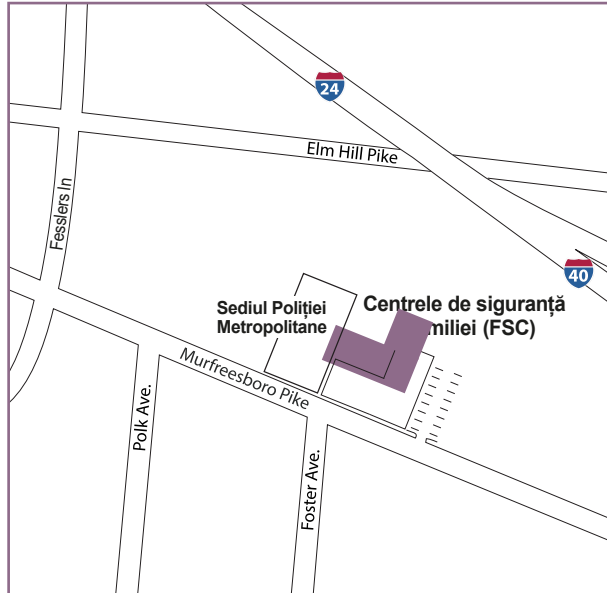 24
Elm Hill Pike
Fesslers ln
40
Sediul Poliției
Metropolitane
Centrele de siguranță
miliei (FSC)
Murfreesboro Pike
Polk Ave.
Foster Ave.